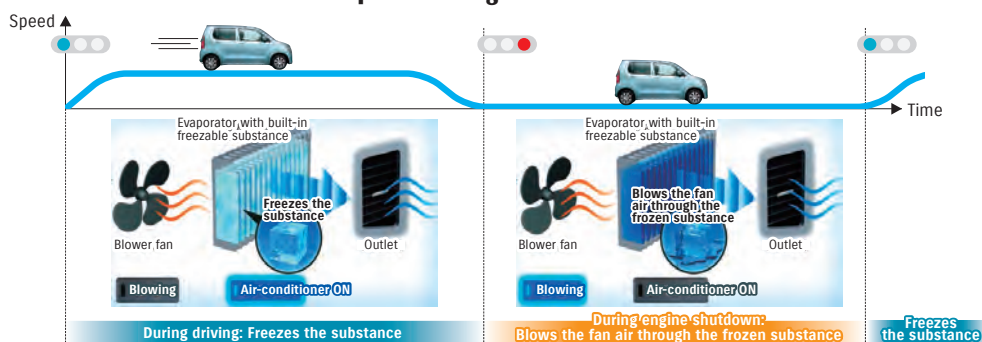 Speed
Time
Evaporator with built-in
freezable substance
Freezes the
substance
Blower fan
Outlet
Blowing
Air-conditioner ON
Evaporator with built-in
freezable substance
Blows the fan
air through the
frozen substance
Blower fan
Outlet
Blowing
Air-conditioner ON
During driving: Freezes the substance
During engine shutdown:
Blows the fan air through the frozen substance
Freezes
the substance